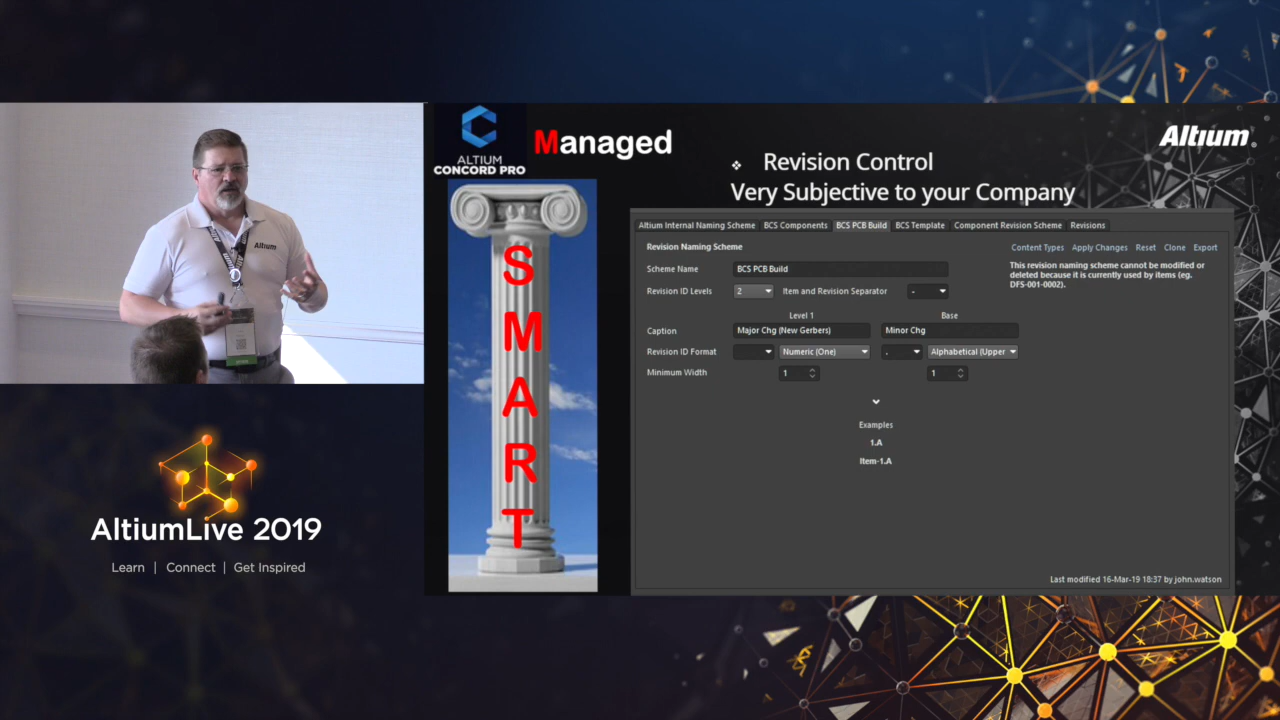 Altium
AltiumLive 2019
Learn | Connect | Get Inspired
ALTIUM
CONCORD PRO
Managed
S
M
A
R
T
Altium®
❖ Revision Control
Very Subjective to your Company
Altium Internal Naming Scheme BCS Components BCS PCB Build BCS Template Component Revision Scheme Revisions
Revision Naming Scheme
Content Types Apply Changes Reset Clone Export
This revision naming scheme cannot be modified or
deleted because it is currently used by items (eg.
DFS-001-0002).
Scheme Name BCS PCB Build
Revision ID Levels 2 Item and Revision Separator -
Level 1 Base
Caption Major Chg (New Gerbers) Minor Chg
Revision ID Format Numeric (One) . Alphabetical (Upper
Minimum Width 1 1
Examples
1.A
Item-1.A
Last modified 16-Mar-19 18:37 by john.watson